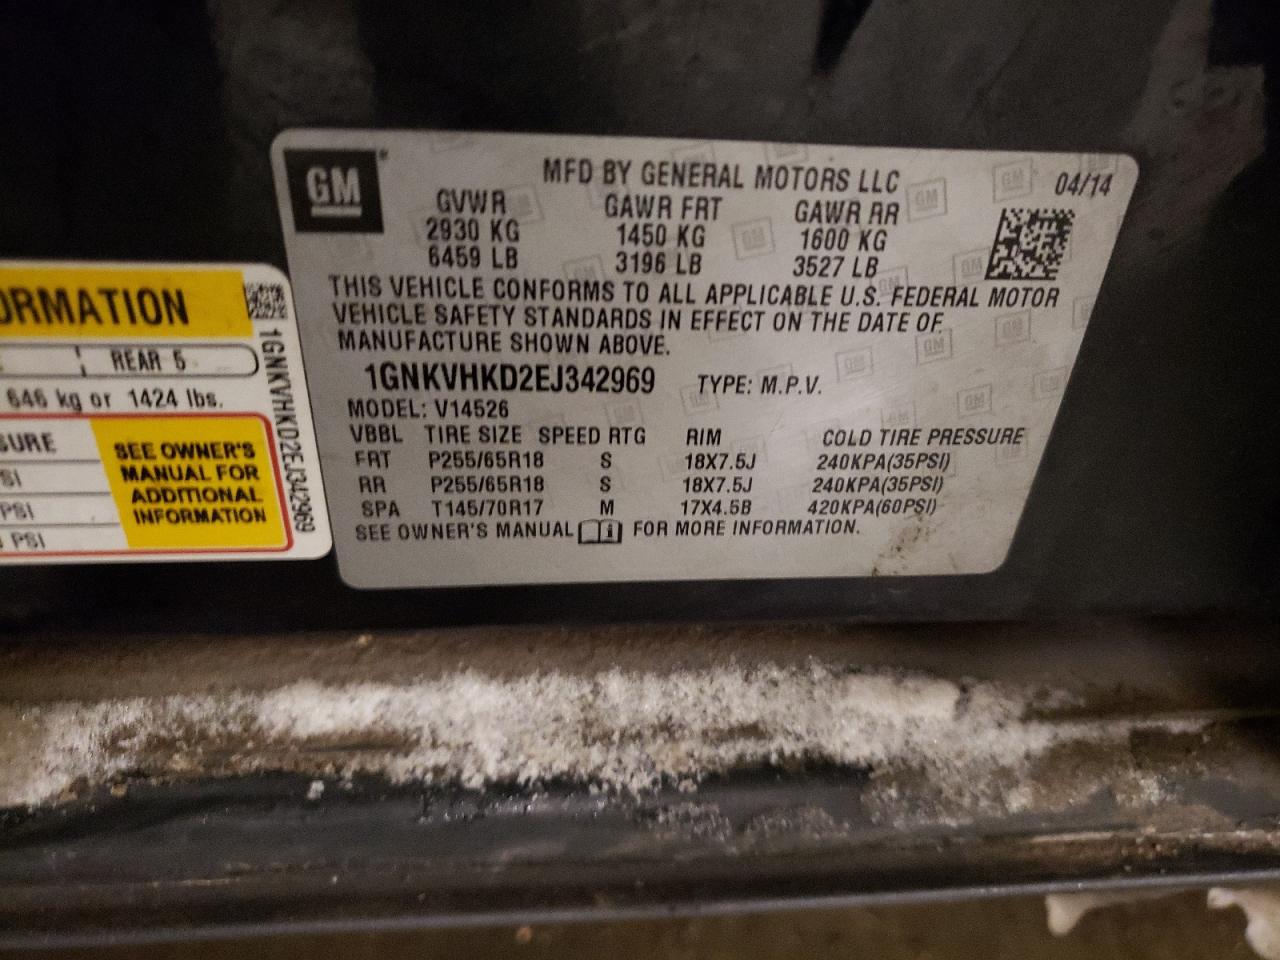 GM
MFD BY GENERAL MOTORS LLC
04/14
GVWR GAWR FRT GAWR RR
2930 KG 1450 KG 1600 KG
6459 LB 3196 LB 3527 LB
THIS VEHICLE CONFORMS TO ALL APPLICABLE U.S. FEDERAL MOTOR
VEHICLE SAFETY STANDARDS IN EFFECT ON THE DATE OF
MANUFACTURE SHOWN ABOVE.
1GNKVHKD2EJ342969 TYPE: M.P.V.
MODEL: V14526
VBBL TIRE SIZE SPEED RTG RIM COLD TIRE PRESSURE
FRT P255/65R18 S 18X7.5J 240KPA(35PSI)
RR P255/65R18 S 18X7.5J 240KPA(35PSI)
SPA T145/70R17 M 17X4.5B 420KPA(60PSI)
SEE OWNER'S MANUAL FOR MORE INFORMATION.
ORMATION
REAR 5
646 kg or 1424 lbs.
SURE
SI
PSI
PSI
SEE OWNER'S
MANUAL FOR
ADDITIONAL
INFORMATION
1GNKVHKD2EJ342969